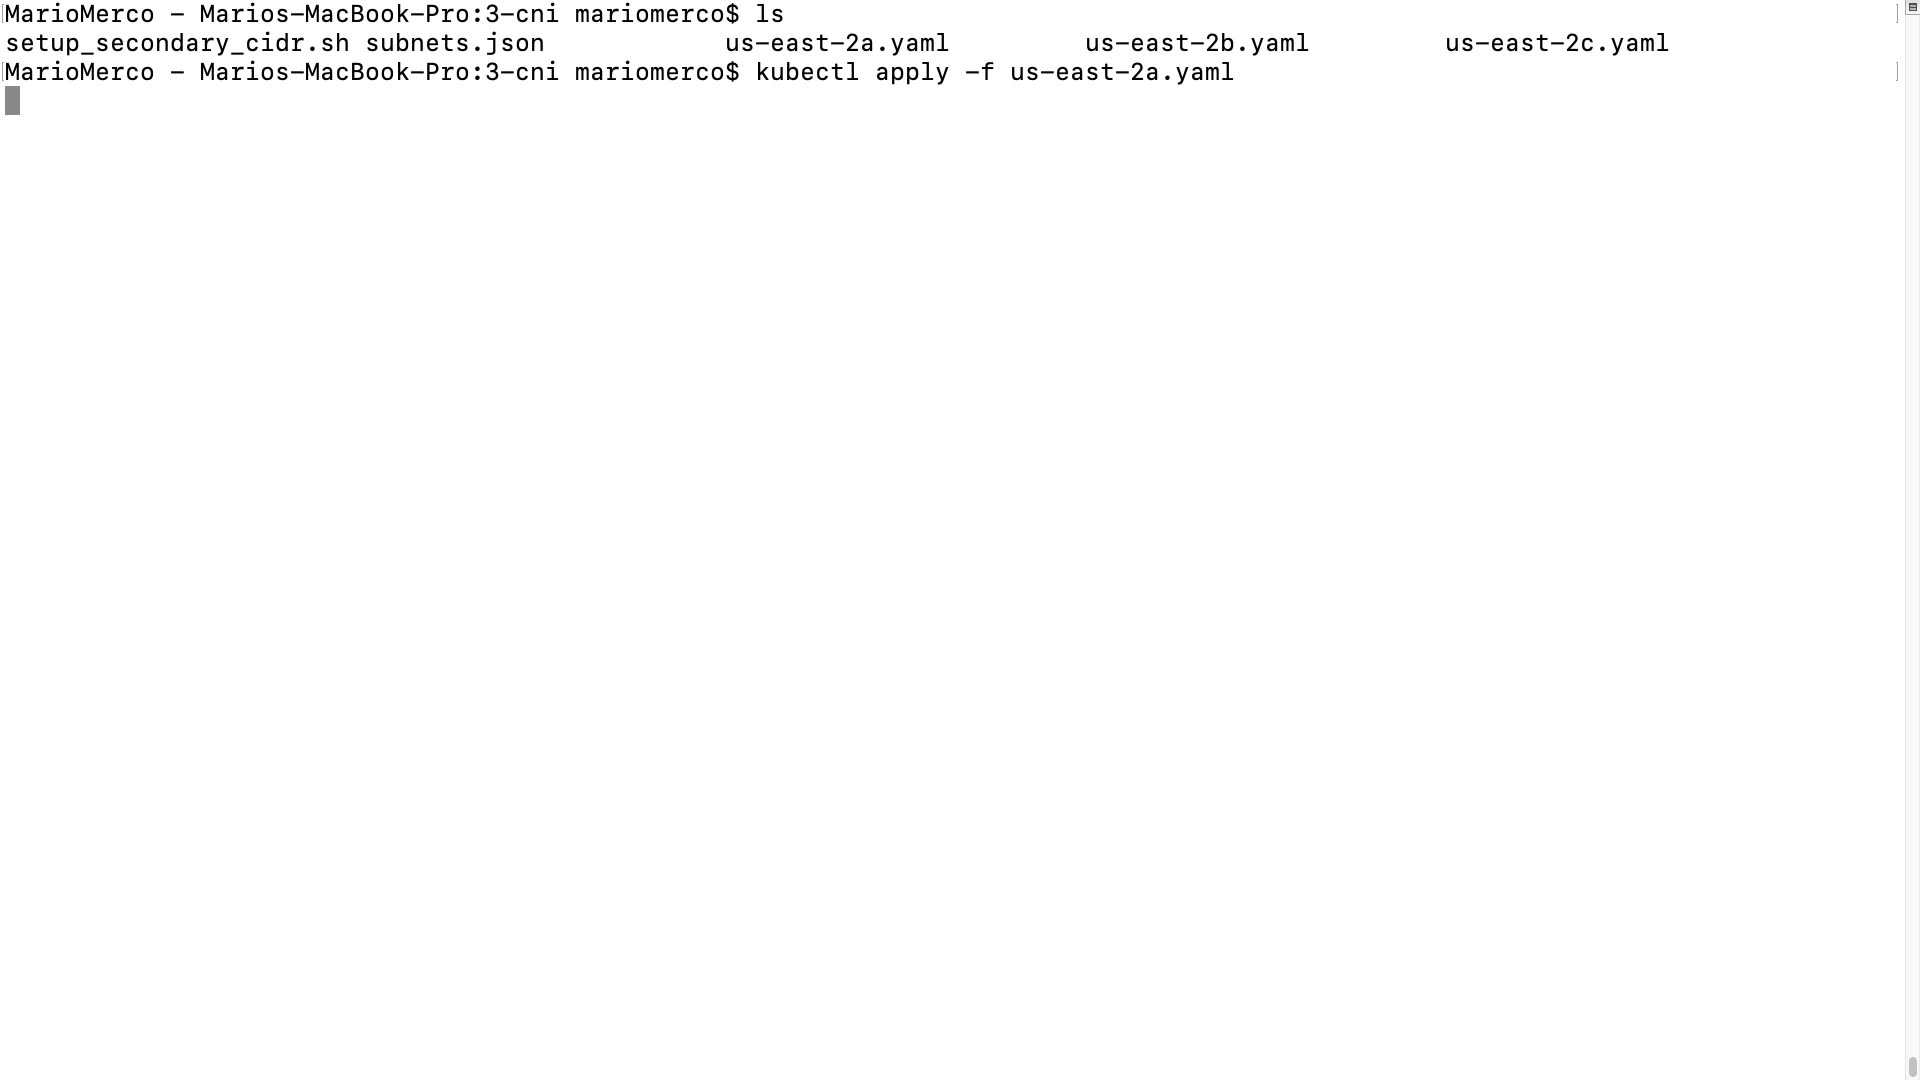 MarioMerco - Marios-MacBook-Pro:3-cni mariomerco$ ls
setup_secondary_cidr.sh subnets.json us-east-2a.yaml us-east-2b.yaml us-east-2c.yaml
MarioMerco - Marios-MacBook-Pro:3-cni mariomerco$ kubectl apply -f us-east-2a.yaml